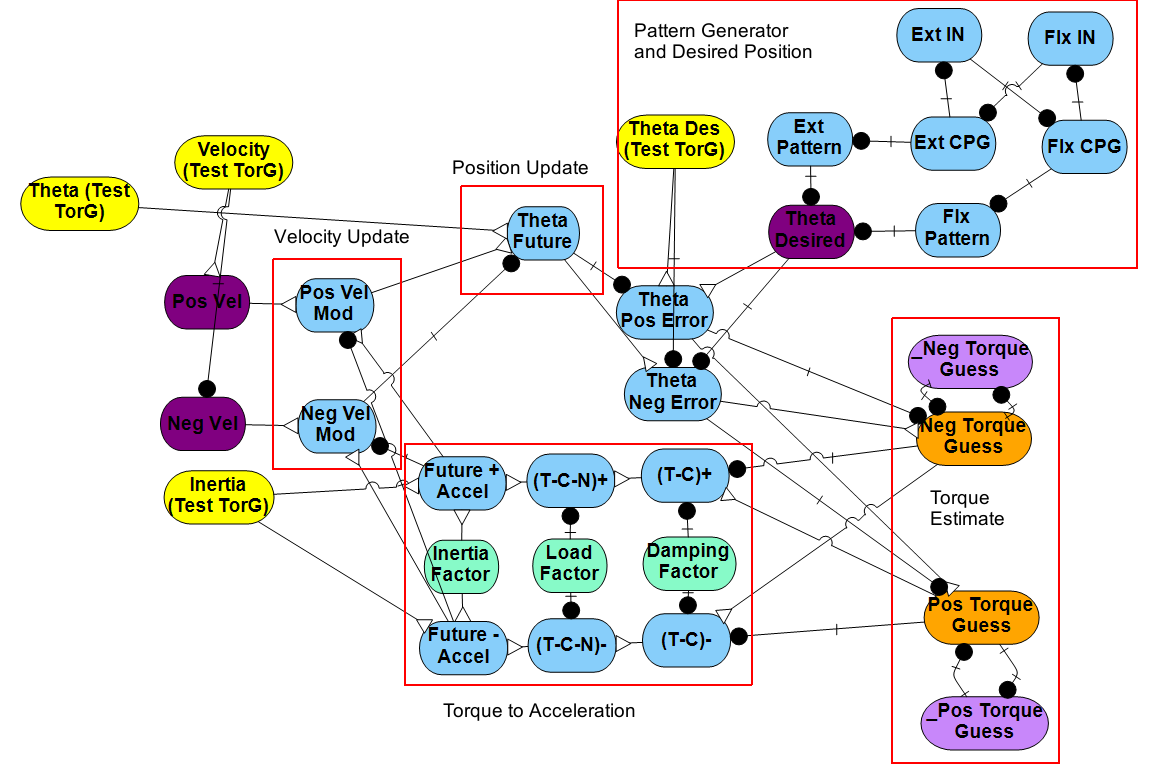 Pattern Generator
and Desired Position
Ext IN
Flx IN
Theta Des
(Test TorG)
Ext
Pattern
Ext CPG
Flx CPG
Velocity
(Test TorG)
Position Update
Theta (Test
TorG)
Theta
Future
Theta
Desired
Flx
Pattern
Velocity Update
Pos Vel
Pos Vel
Mod
Theta
Pos Error
_Neg Torque
Guess
Theta
Neg Error
Neg Vel
Neg Vel
Mod
Neg Torque
Guess
Inertia
(Test TorG)
Future +
Accel
(T-C-N)+
(T-C)+
Torque
Estimate
Inertia
Factor
Load
Factor
Damping
Factor
Pos Torque
Guess
Future -
Accel
(T-C-N)-
(T-C)-
_Pos Torque
Guess
Torque to Acceleration